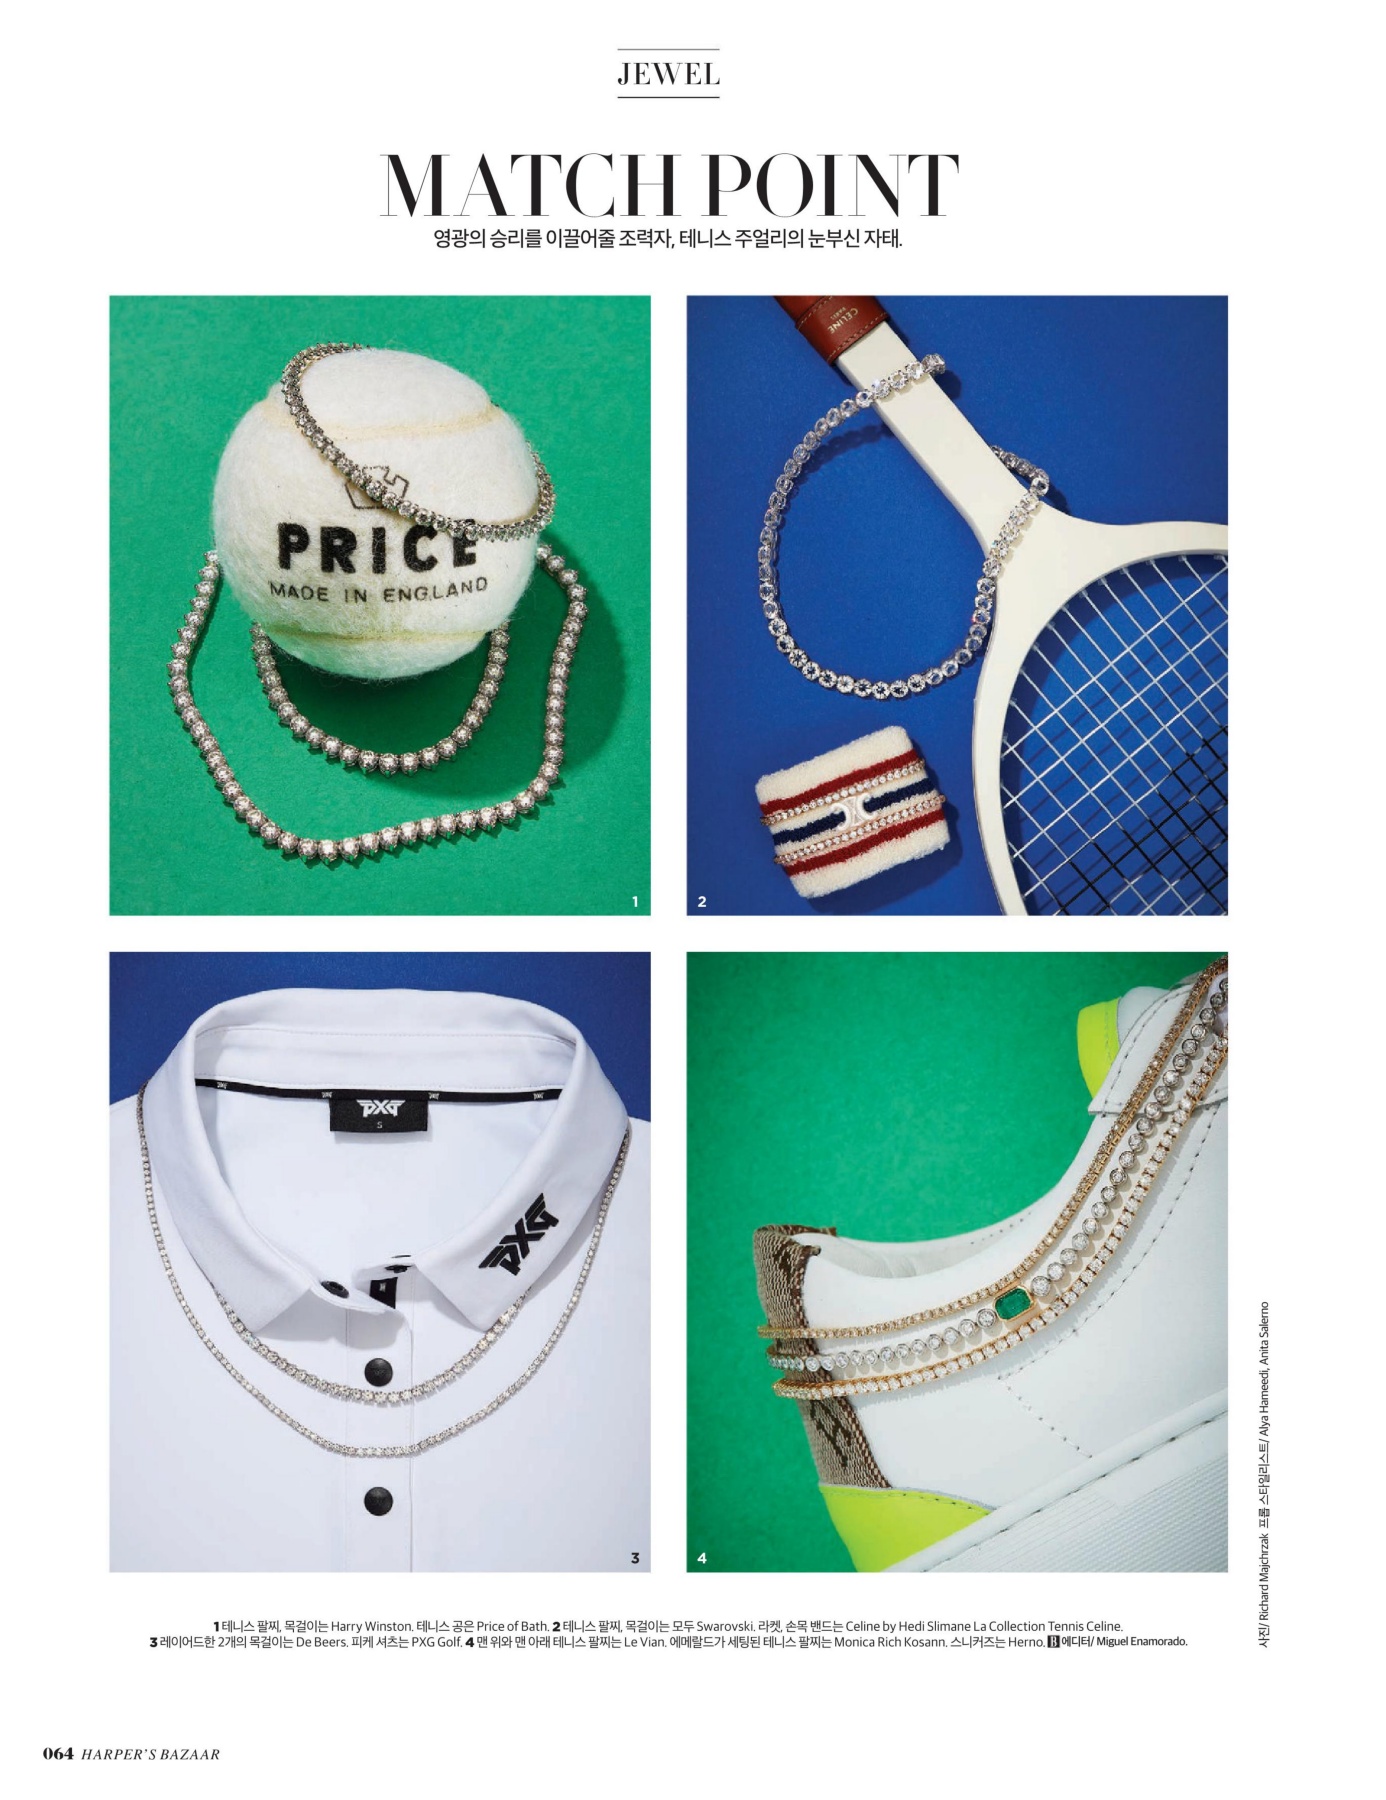 JEWEL
MATCH POINT
영광의 승리를 이끌어줄 조력자, 테니스 주얼리의 눈부신 자태.
PRICE
MADE IN ENGLAND
1
CELINE
PARIS
2
PXG
S
PXG
3
4
사진/ Richard Majchrzak 프롭 스타일리스트/ Alya Hameedi, Anita Salerno
1 테니스 팔찌, 목걸이는 Harry Winston. 테니스 공은 Price of Bath. 2 테니스 팔찌, 목걸이는 모두 Swarovski. 라켓, 손목 밴드는 Celine by Hedi Slimane La Collection Tennis Celine.
3 레이어드한 2개의 목걸이는 De Beers. 피케 셔츠는 PXG Golf. 4 맨 위와 맨 아래 테니스 팔찌는 Le Vian. 에메랄드가 세팅된 테니스 팔찌는 Monica Rich Kosann. 스니커즈는 Herno. B 에디터/ Miguel Enamorado.
064 HARPER'S BAZAAR